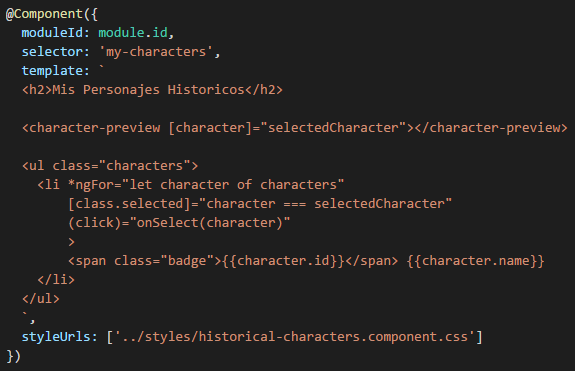 @Component({
  moduleId: module.id,
  selector: 'my-characters',
  template: `
  <h2>Mis Personajes Historicos</h2>

  <character-preview [character]="selectedCharacter"></character-preview>

  <ul class="characters">
    <li *ngFor="let character of characters"
        [class.selected]="character === selectedCharacter"
        (click)="onSelect(character)"
        >
        <span class="badge">{{character.id}}</span> {{character.name}}
    </li>
  </ul>
  `,
  styleUrls: ['../styles/historical-characters.component.css']
})